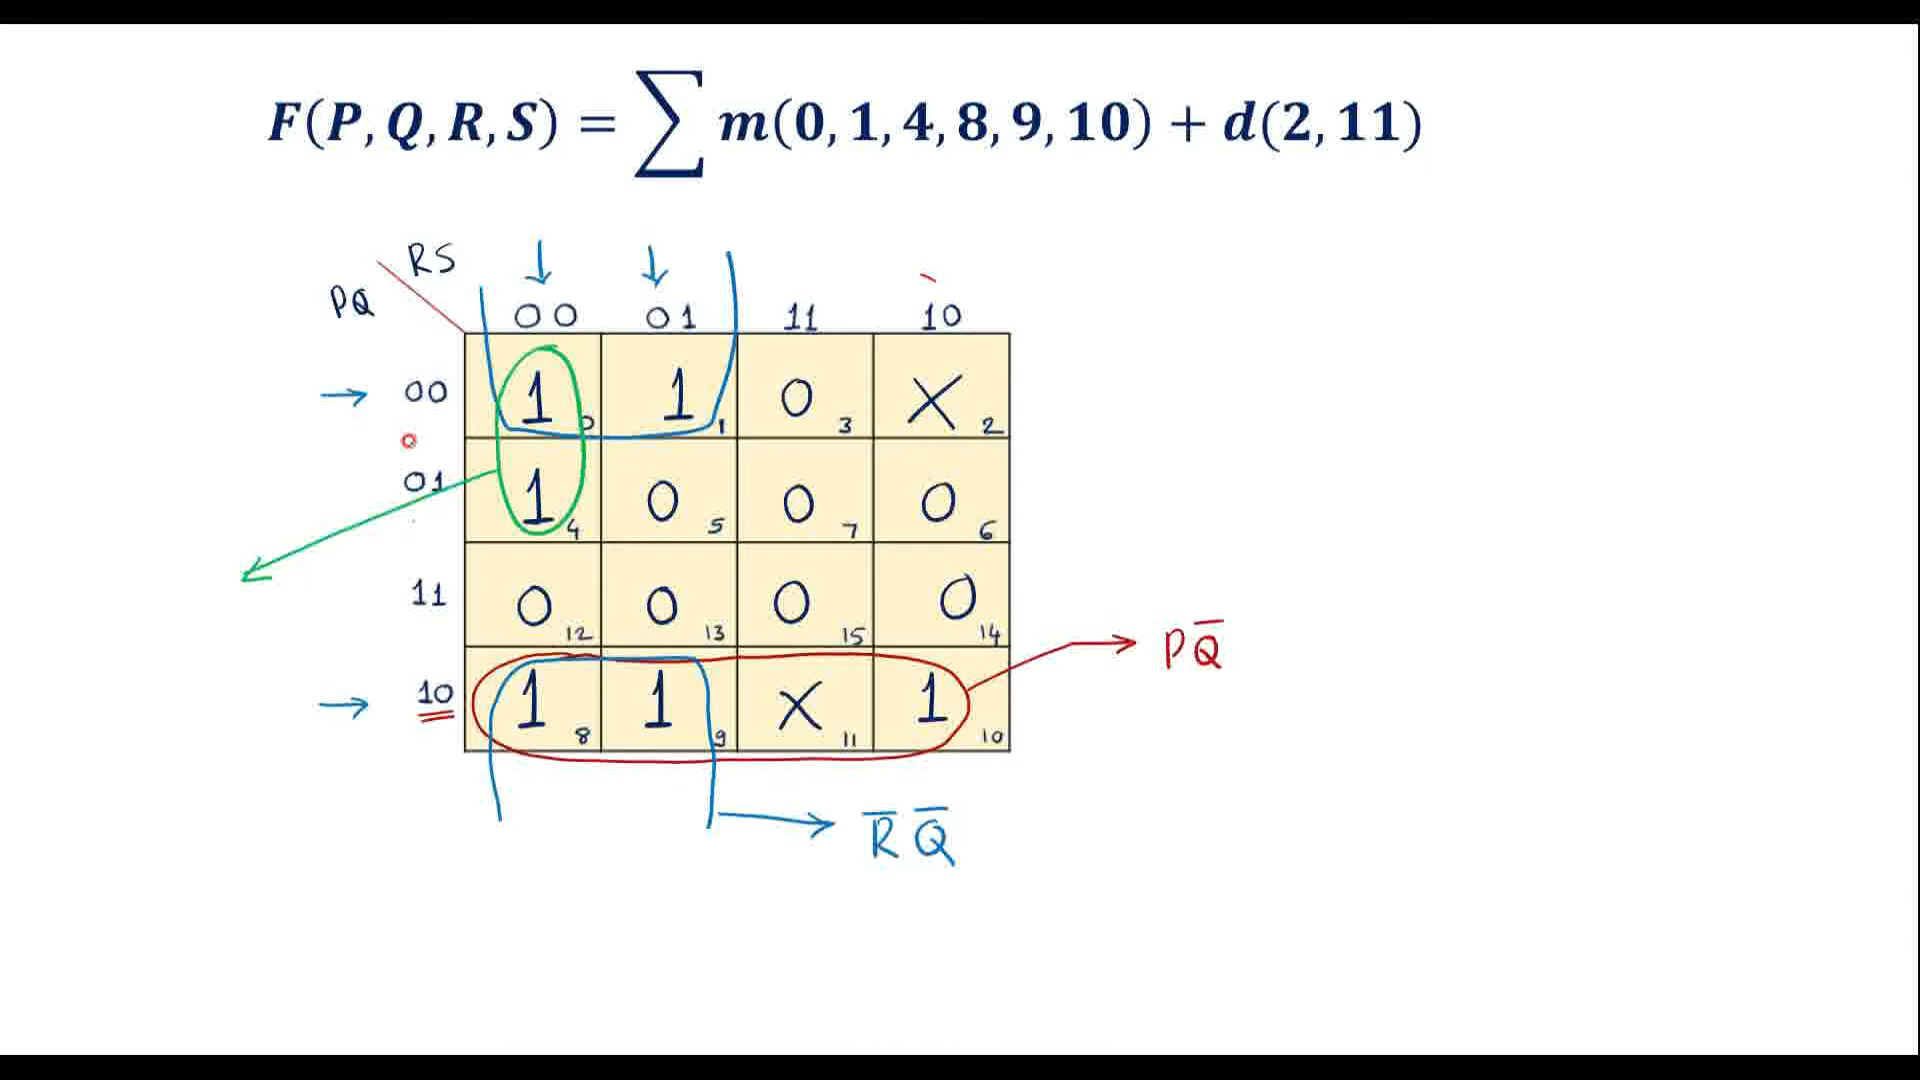 F(P, Q, R, S) = ∑ m(0, 1, 4, 8, 9, 10) + d(2, 11)
RS
PQ
00 01 11 10
00 1 0 1 1 0 3 X 2
01 1 4 0 5 0 7 0 6
11 0 12 0 13 0 15 0 14
10 1 8 1 9 X 11 1 10
PQ̅
R̅ Q̅